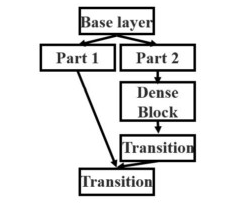 Base layer
Part 1
Part 2
Dense
Block
Transition
Transition